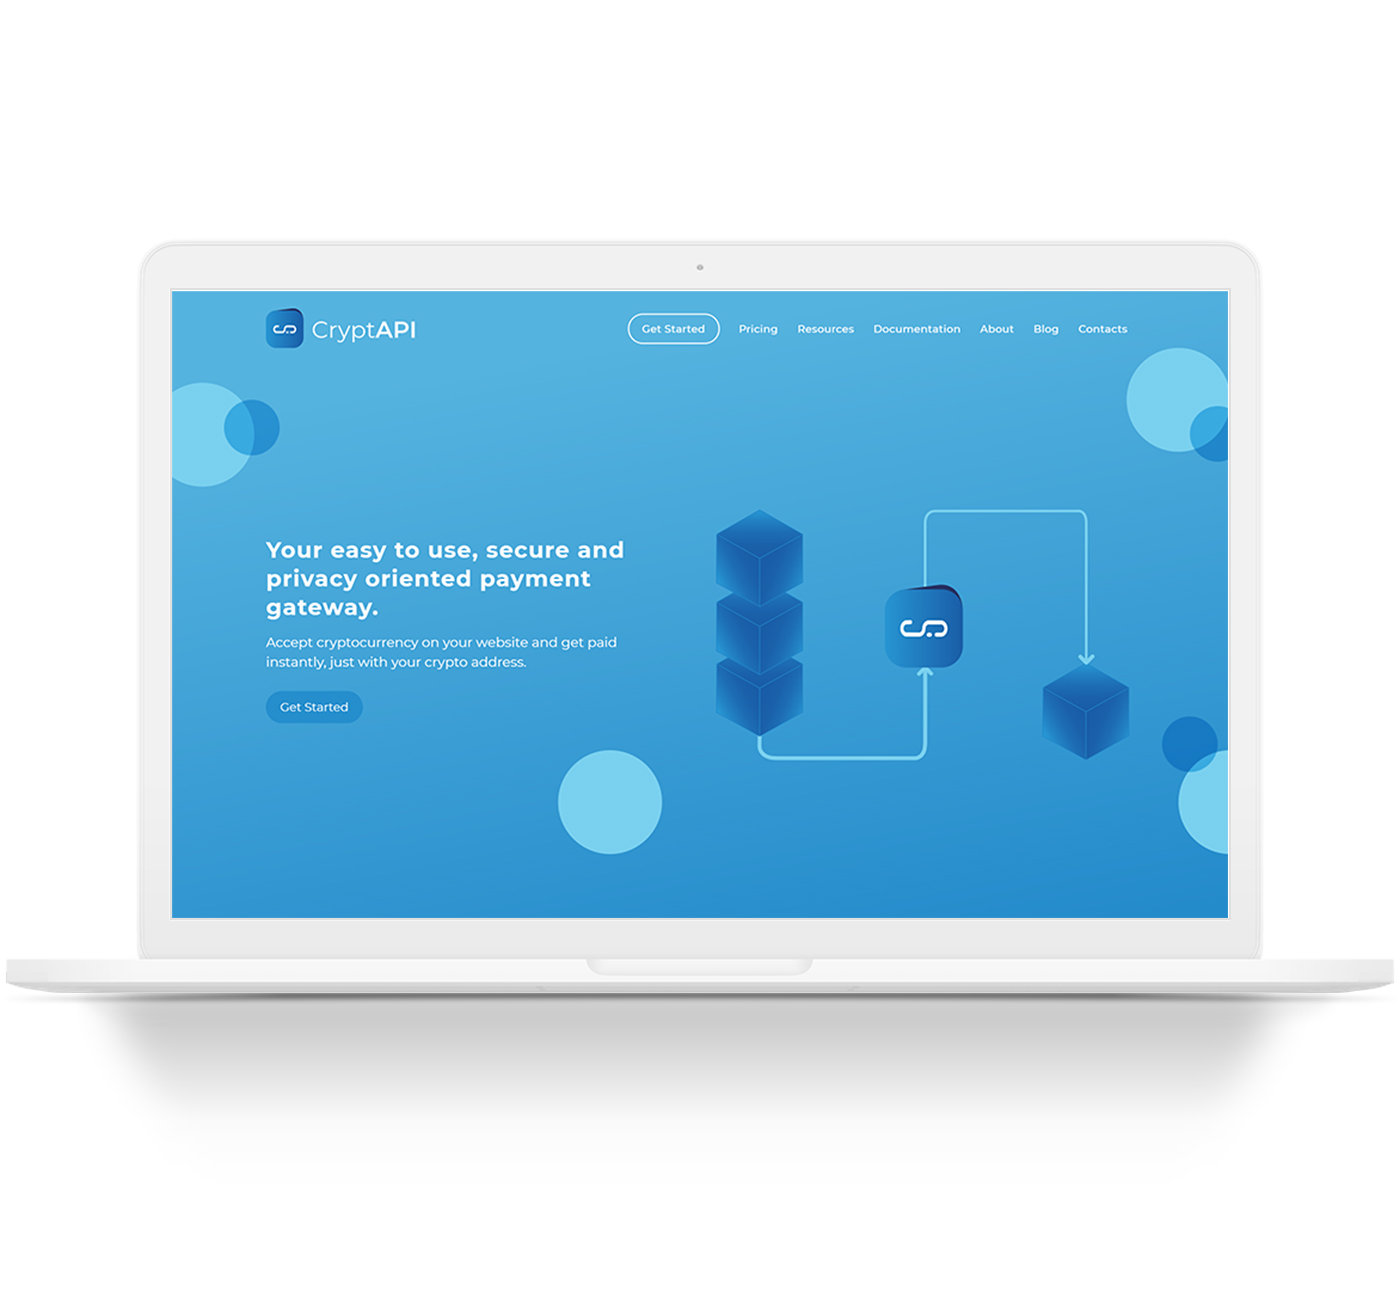 CryptAPI
Get Started
Pricing
Resources
Documentation
About
Blog
Contacts
Your easy to use, secure and
privacy oriented payment
gateway.
Accept cryptocurrency on your website and get paid
instantly, just with your crypto address.
Get Started